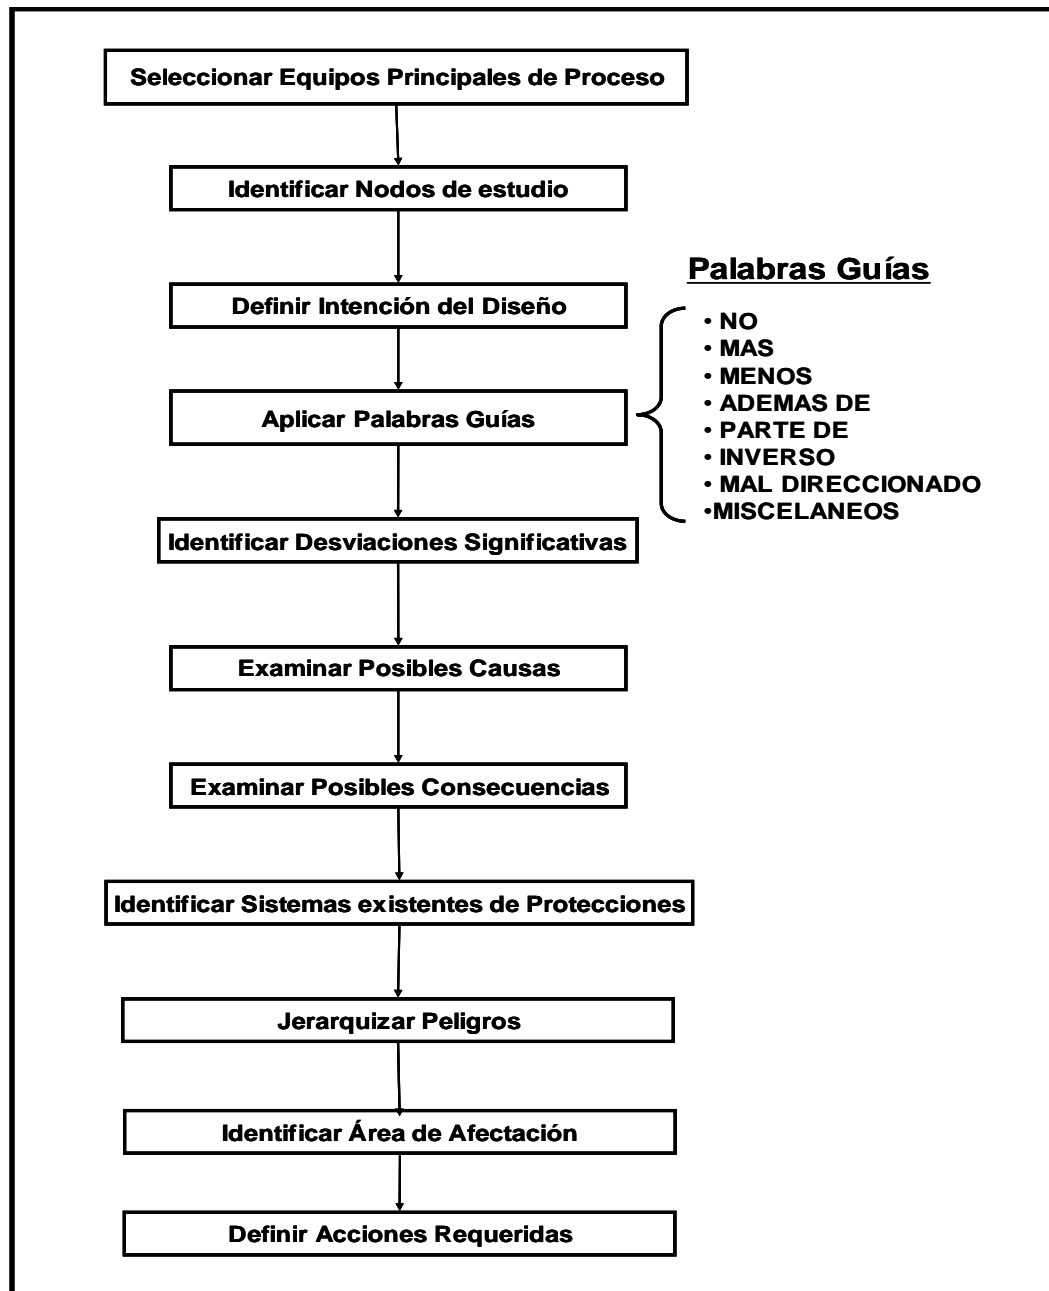 Seleccionar Equipos Principales de Proceso
Identificar Nodos de estudio
Definir Intención del Diseño
Aplicar Palabras Guías
Palabras Guías
• NO
• MAS
• MENOS
• ADEMAS DE
• PARTE DE
• INVERSO
• MAL DIRECCIONADO
•MISCELANEOS
Identificar Desviaciones Significativas
Examinar Posibles Causas
Examinar Posibles Consecuencias
Identificar Sistemas existentes de Protecciones
Jerarquizar Peligros
Identificar Área de Afectación
Definir Acciones Requeridas